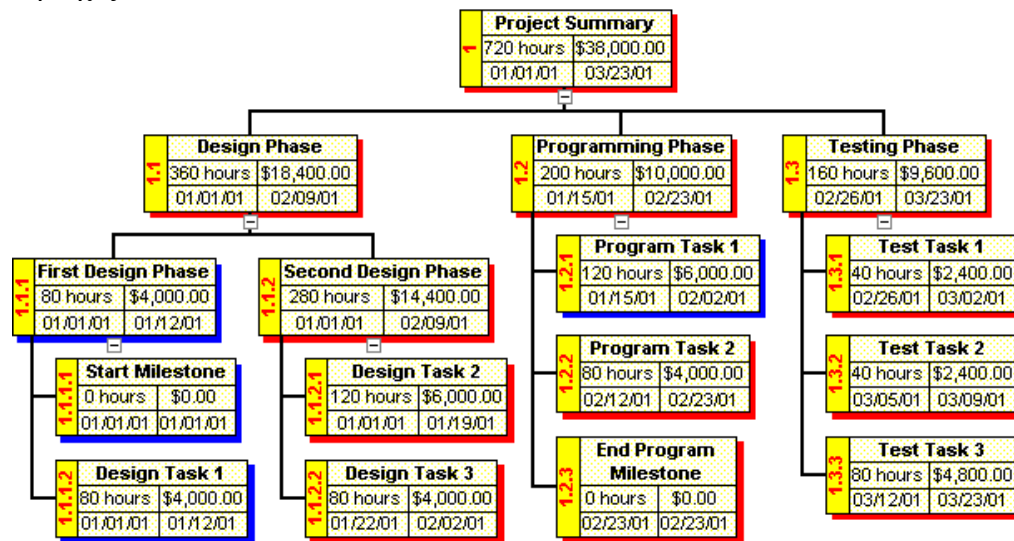 Project Summary
1
720 hours $38,000.00
01/01/01 03/23/01
Design Phase
1.1
360 hours $18,400.00
01/01/01 02/09/01
Programming Phase
1.2
200 hours $10,000.00
01/15/01 02/23/01
Testing Phase
1.3
160 hours $9,600.00
02/26/01 03/23/01
First Design Phase
1.1.1
80 hours $4,000.00
01/01/01 01/12/01
Second Design Phase
1.1.2
280 hours $14,400.00
01/01/01 02/09/01
Program Task 1
1.2.1
120 hours $6,000.00
01/15/01 02/02/01
Test Task 1
1.3.1
40 hours $2,400.00
02/26/01 03/02/01
Start Milestone
1.1.1.1
0 hours $0.00
01/01/01 01/01/01
Design Task 2
1.1.2.1
120 hours $6,000.00
01/01/01 01/19/01
Program Task 2
1.2.2
80 hours $4,000.00
02/12/01 02/23/01
Test Task 2
1.3.2
40 hours $2,400.00
03/05/01 03/09/01
Design Task 1
1.1.1.2
80 hours $4,000.00
01/01/01 01/12/01
Design Task 3
1.1.2.2
80 hours $4,000.00
01/22/01 02/02/01
End Program
Milestone
1.2.3
0 hours $0.00
02/23/01 02/23/01
Test Task 3
1.3.3
80 hours $4,800.00
03/12/01 03/23/01